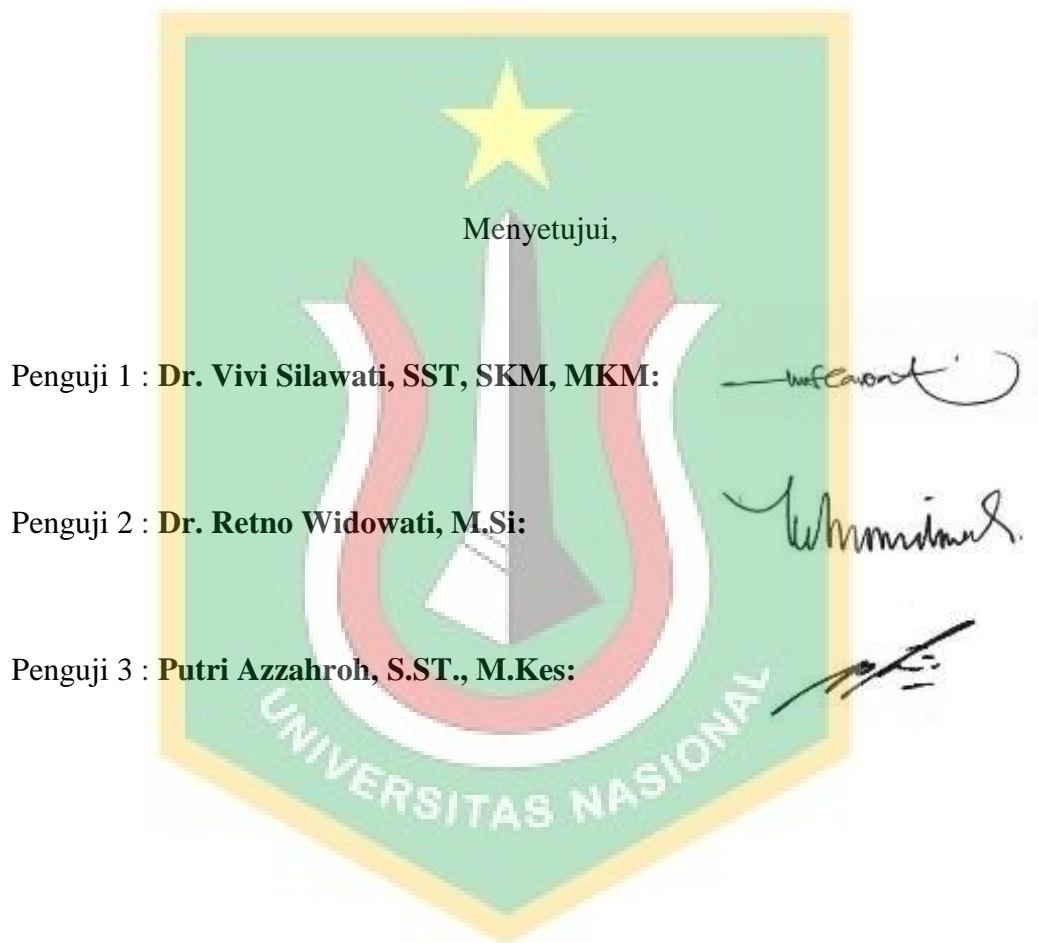 Menyetujui,
Penguji 1 : Dr. Vivi Silawati, SST, SKM, MKM:
Penguji 2 : Dr. Retno Widowati, M.Si:
Penguji 3 : Putri Azzahroh, S.ST., M.Kes:
UNIVERSITAS NASIONAL